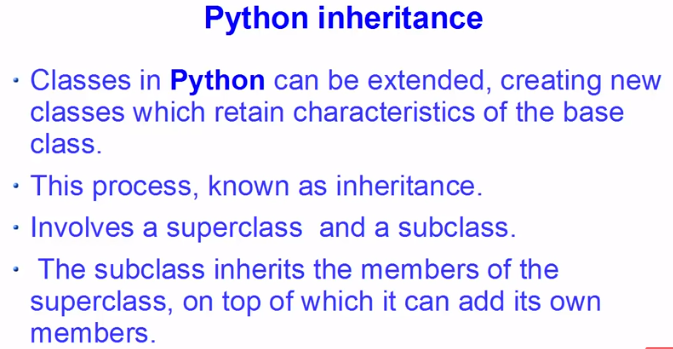 Python inheritance
• Classes in Python can be extended, creating new
classes which retain characteristics of the base
class.
• This process, known as inheritance.
• Involves a superclass and a subclass.
• The subclass inherits the members of the
superclass, on top of which it can add its own
members.